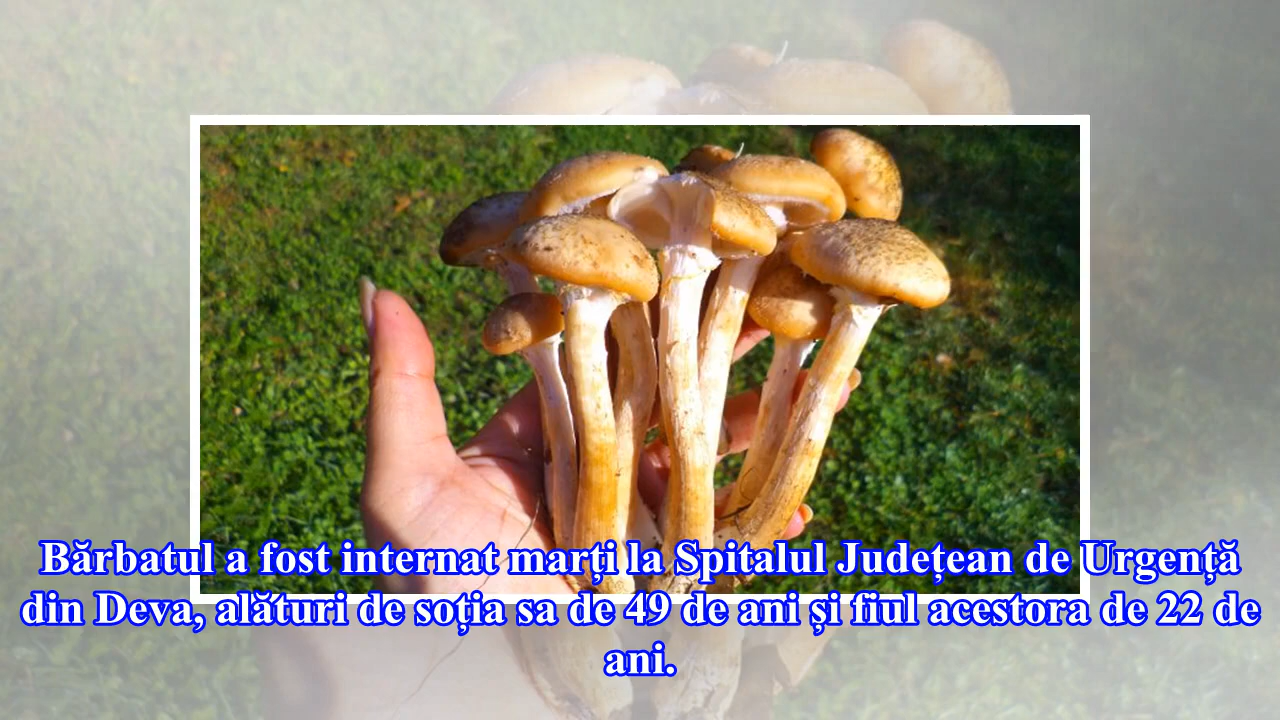 Bărbatul a fost internat marți la Spitalul Județean de Urgență
din Deva, alături de soția sa de 49 de ani și fiul acestora de 22 de
ani.